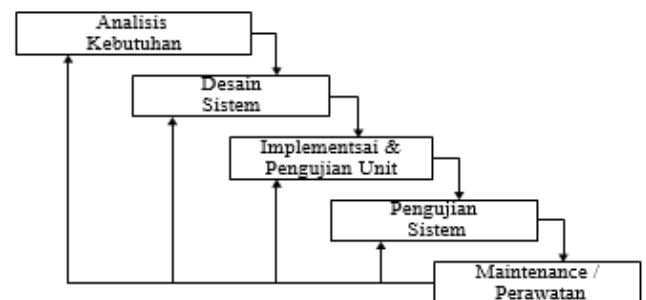 Analisis
Kebutuhan
Desain
Sistem
Implementsai &
Pengujian Unit
Pengujian
Sistem
Maintenance /
Perawatan